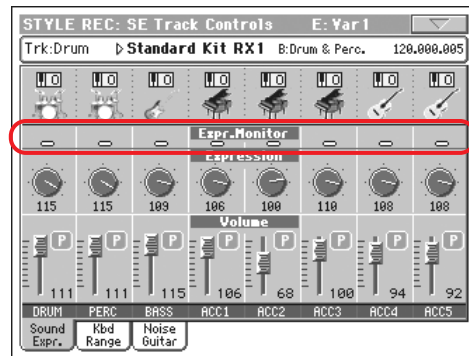 STYLE REC: SE Track Controls E: Var1
Trk:Drum Standard Kit RX1 B:Drum & Perc. 120.000.005
Expr.Monitor
Expression
115 115 109 106 100 110 108 108
Volume
P P P P P P P P
111 111 115 106 68 100 94 92
DRUM PERC BASS ACC1 ACC2 ACC3 ACC4 ACC5
Sound Expr. Kbd Range Noise Guitar